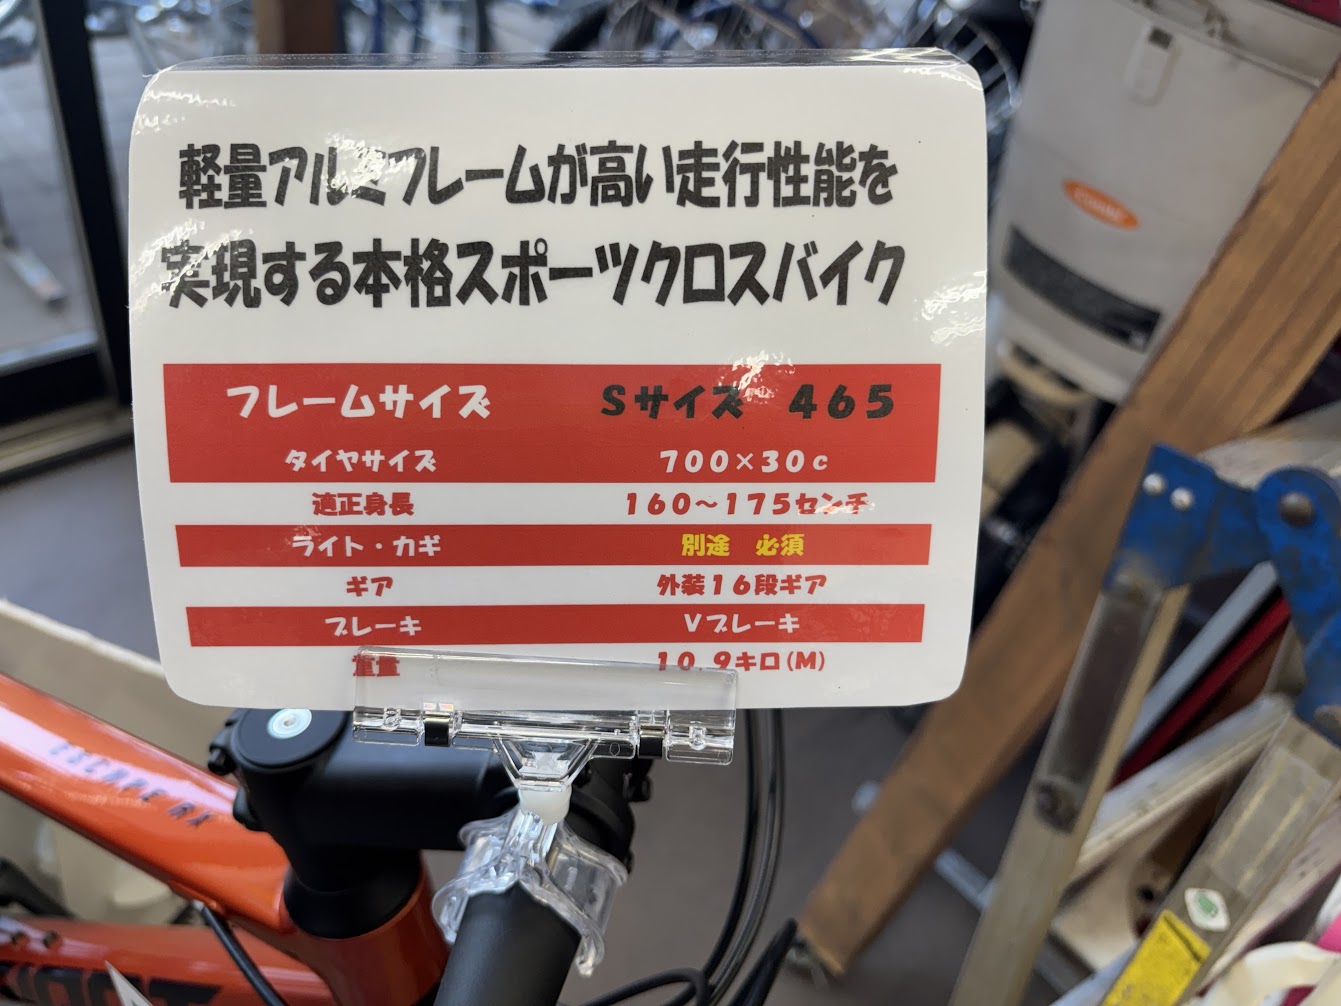 軽量アルミフレームが高い走行性能を
実現する本格スポーツクロスバイク
フレームサイズ Sサイズ 465
タイヤサイズ 700×30c
適正身長 160～175センチ
ライト・カギ 別途 必須
ギア 外装16段ギア
ブレーキ Vブレーキ
重量 10.9キロ(M)
ESCAPE RX